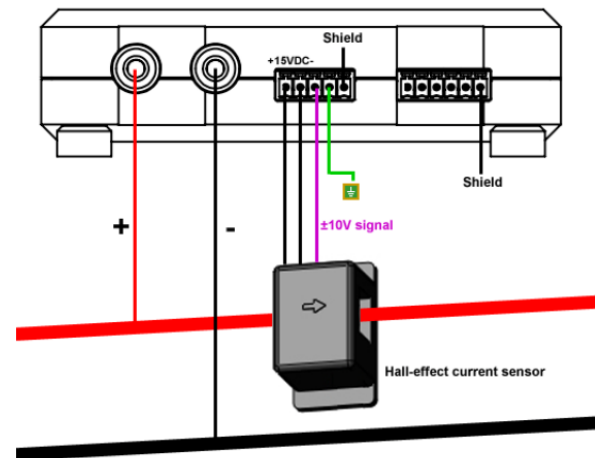 Shield
+15VDC-
Shield
+
-
±10V signal
Hall-effect current sensor